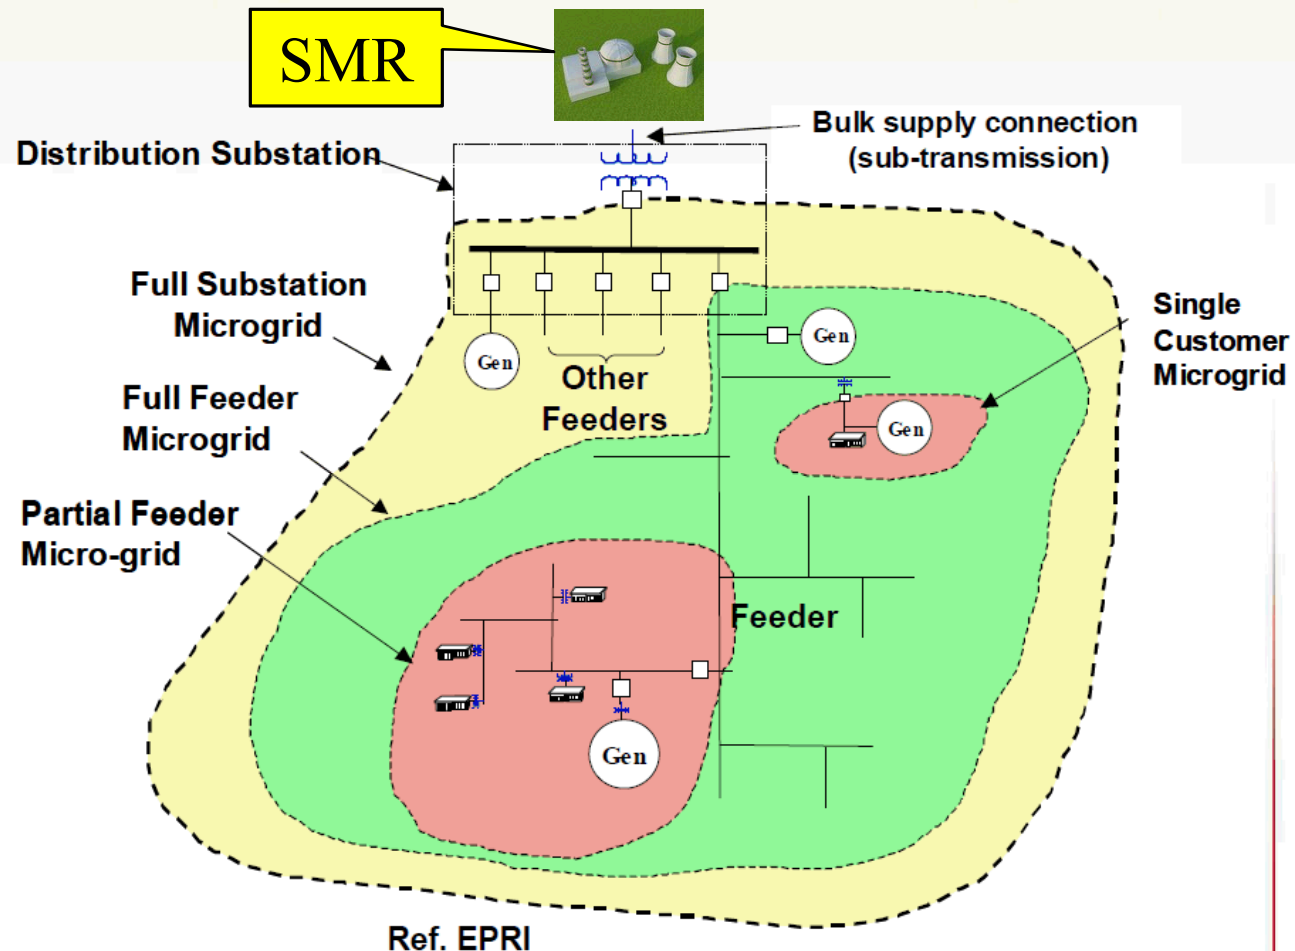 SMR
Bulk supply connection
(sub-transmission)
Distribution Substation
Full Substation
Microgrid
Single
Customer
Microgrid
Gen
Gen
Other
Feeders
Full Feeder
Microgrid
Gen
Partial Feeder
Micro-grid
Feeder
Gen
Ref. EPRI